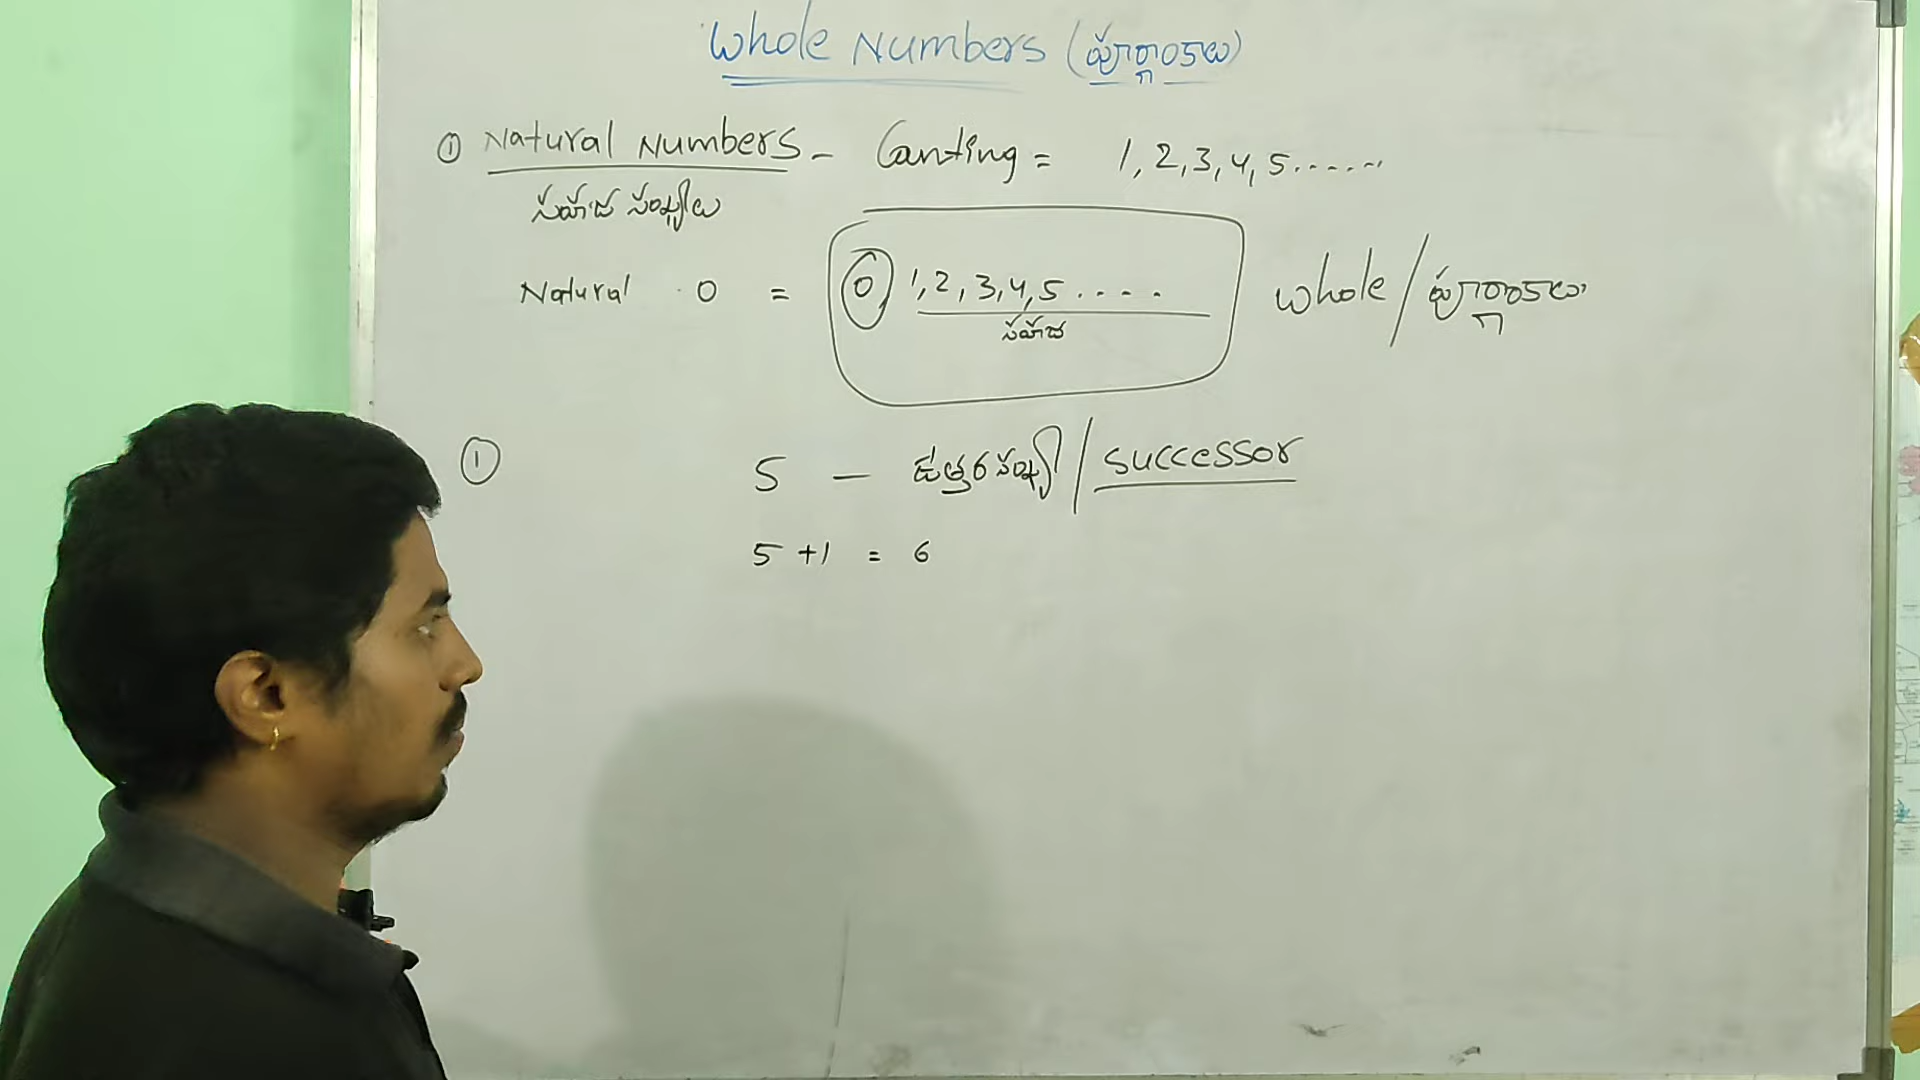 Whole Numbers (పూర్ణాంకాలు)
① Natural Numbers - Conting = 1, 2, 3, 4, 5......
సహజ సంఖ్యలు
Natural 0 = 0, 1, 2, 3, 4, 5.... Whole / పూర్ణాంకాలు
సహజ
① 5 - ఉత్తర సంఖ్య / successor
5 +1 = 6